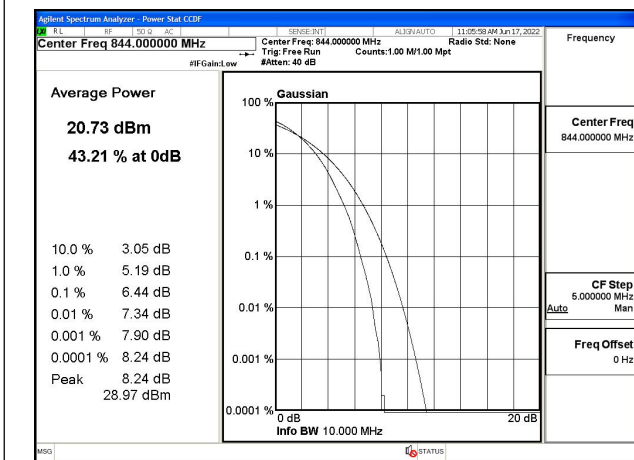 Agilent Spectrum Analyzer - Power Stat CCDF
LXI RL RF 50 Ω AC SENSE:INT ALIGN AUTO 11:05:58 AM Jun 17, 2022
Center Freq 844.000000 MHz
Center Freq: 844.000000 MHz Radio Std: None
Trig: Free Run Counts:1.00 M/1.00 Mpt
#IFGain:Low #Atten: 40 dB
Frequency
Average Power
20.73 dBm
43.21 % at 0dB
10.0 % 3.05 dB
1.0 % 5.19 dB
0.1 % 6.44 dB
0.01 % 7.34 dB
0.001 % 7.90 dB
0.0001 % 8.24 dB
Peak 8.24 dB
28.97 dBm
Gaussian
100 %
10 %
1 %
0.1 %
0.01 %
0.001 %
0.0001 %
0 dB 20 dB
Info BW 10.000 MHz
Center Freq
844.000000 MHz
CF Step
5.000000 MHz
Auto Man
Freq Offset
0 Hz
MSG STATUS